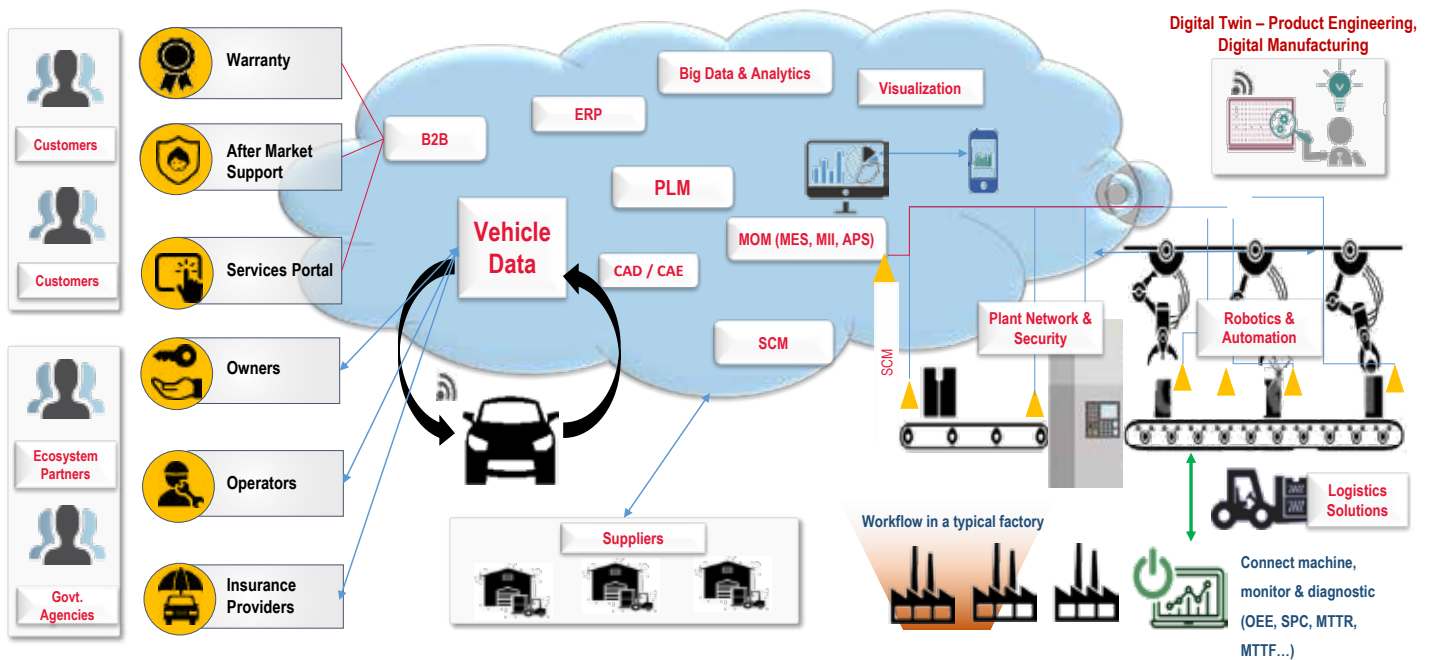 Digital Twin – Product Engineering,
Digital Manufacturing
Customers
Customers
Ecosystem
Partners
Govt.
Agencies
Warranty
After Market
Support
Services Portal
Owners
Operators
Insurance
Providers
B2B
ERP
Big Data & Analytics
Visualization
PLM
Vehicle
Data
CAD / CAE
MOM (MES, MII, APS)
SCM
SCM
Plant Network &
Security
Robotics &
Automation
Suppliers
Workflow in a typical factory
Logistics
Solutions
Connect machine,
monitor & diagnostic
(OEE, SPC, MTTR,
MTTF...)